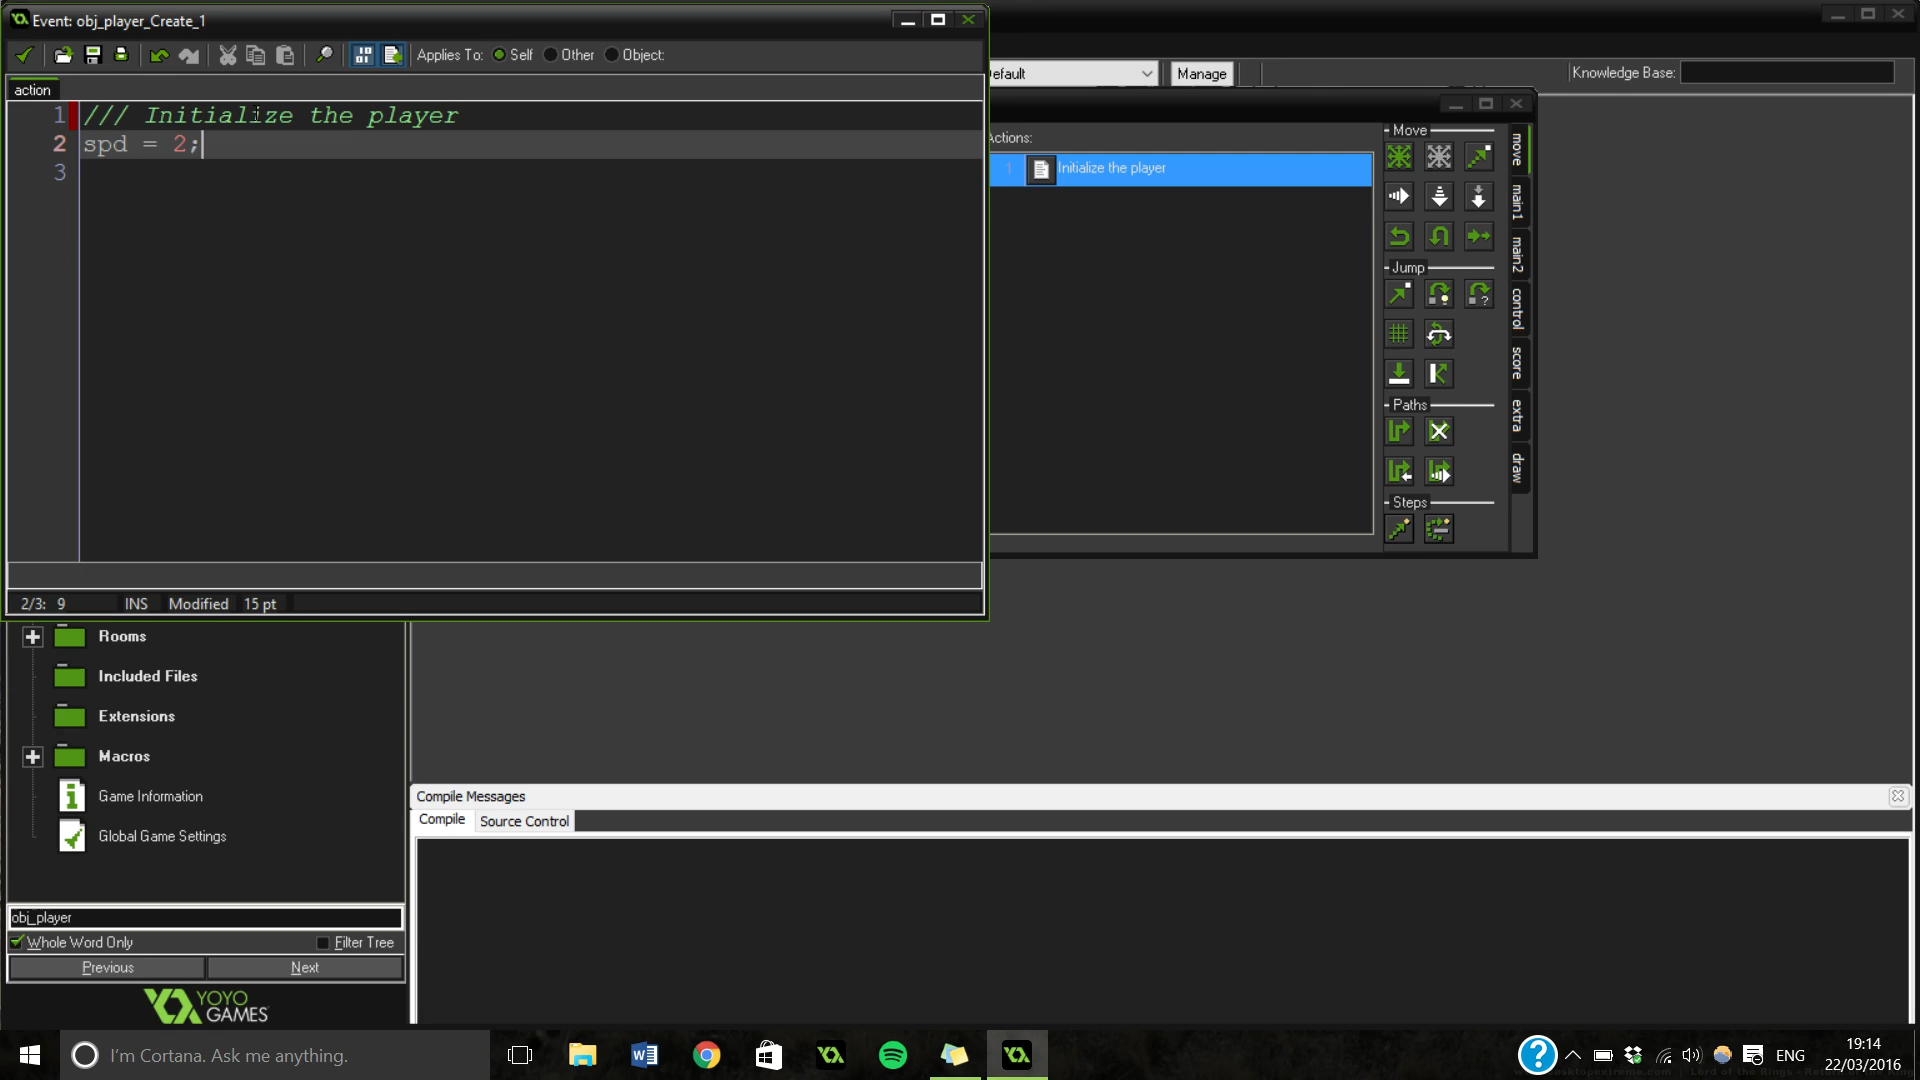 Event: obj_player_Create_1
Applies To: Self Other Object:
action
1 /// Initialize the player
2 spd = 2;
3
2/3: 9 INS Modified 15 pt
efault
Manage
Knowledge Base:
Actions:
1 Initialize the player
Move
Jump
Paths
Steps
move
main1
main2
control
score
extra
draw
Rooms
Included Files
Extensions
Macros
Game Information
Global Game Settings
obj_player
Whole Word Only Filter Tree
Previous Next
YOYO
GAMES
Compile Messages
Compile Source Control
I'm Cortana. Ask me anything.
ENG
19:14
22/03/2016